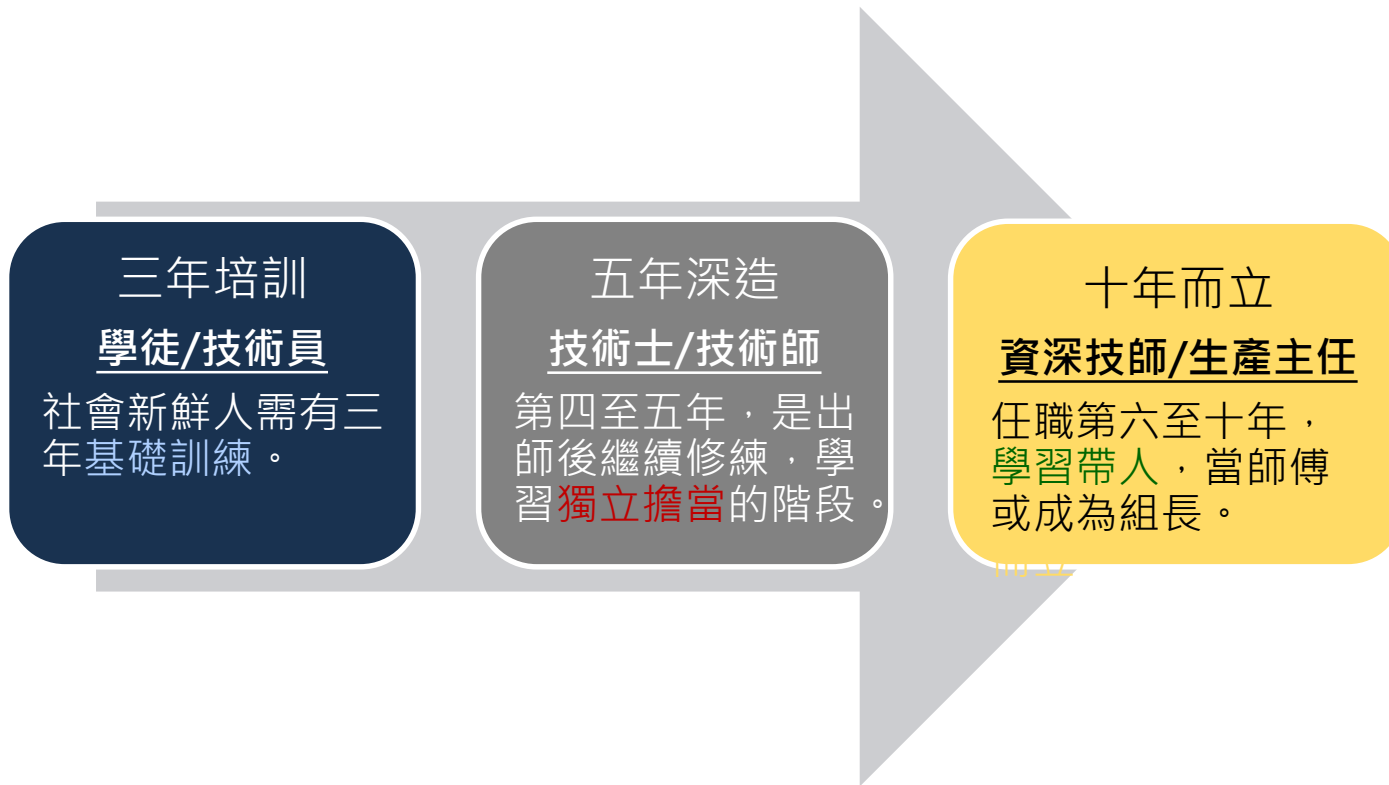 三年培訓
學徒/技術員
社會新鮮人需有三
年基礎訓練。
五年深造
技術士/技術師
第四至五年，是出
師後繼續修練，學
習獨立擔當的階段。
十年而立
資深技師/生產主任
任職第六至十年，
學習帶人，當師傅
或成為組長。
而立